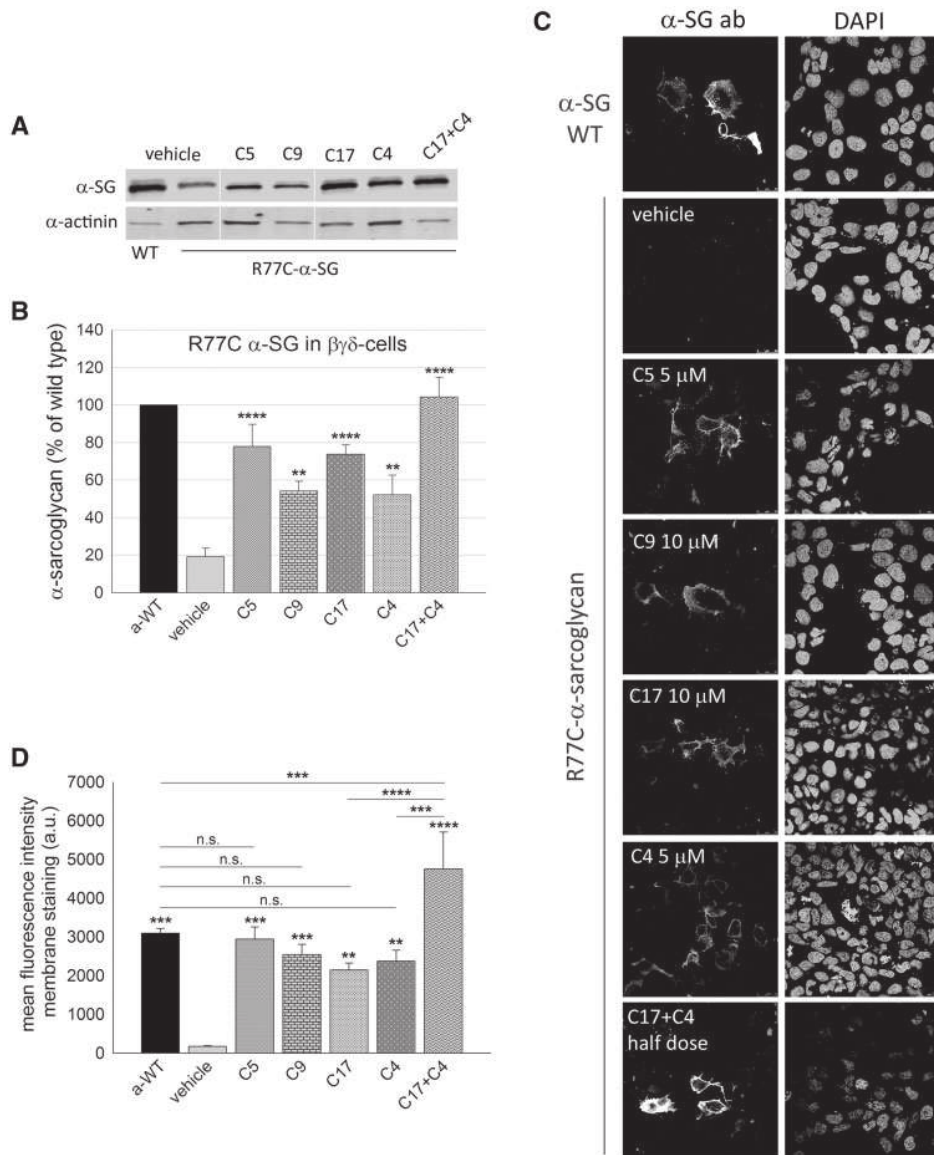 A
vehicle C5 C9 C17 C4 C17+C4
α-SG
α-actinin
WT
R77C-α-SG
B
R77C α-SG in βγδ-cells
α-sarcoglycan (% of wild type)
140
120
100
80
60
40
20
0
****
**
****
**
****
a-WT vehicle C5 C9 C17 C4 C17+C4
D
mean fluorescence intensity
membrane staining (a.u.)
7000
6000
5000
4000
3000
2000
1000
0
***
****
***
****
n.s.
n.s.
n.s.
n.s.
***
***
***
**
**
a-WT vehicle C5 C9 C17 C4 C17+C4
C
α-SG ab DAPI
α-SG
WT
R77C-α-sarcoglycan
vehicle
C5 5 μM
C9 10 μM
C17 10 μM
C4 5 μM
C17+C4
half dose